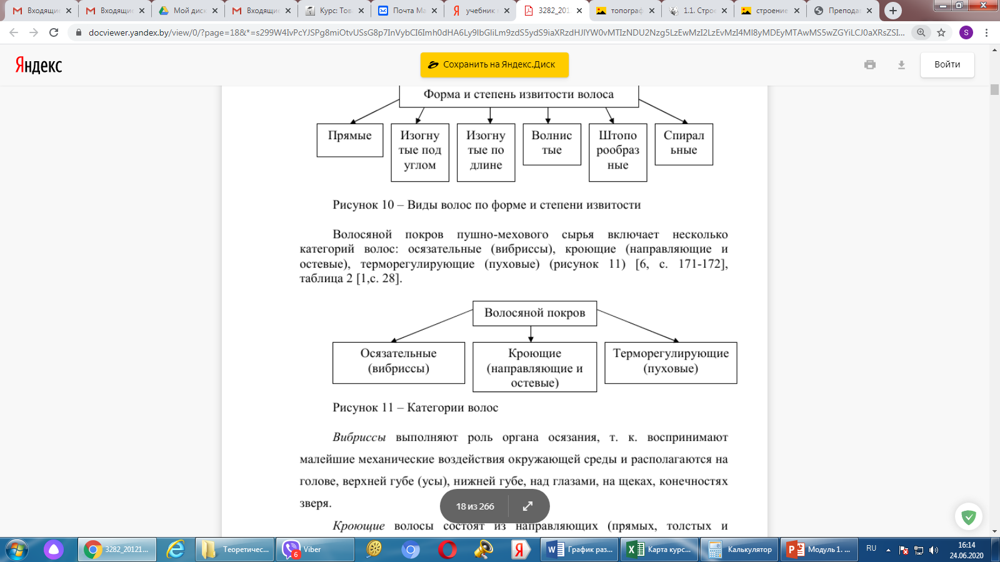 Входящие
Входящие
Мой диск
Входящие
Курс: Това
Почта Ma
учебник
3282_201
топограф
1.1. Строе
строение
Преподав
docviewer.yandex.by/view/0/?page=18&*=
Яндекс
Сохранить на Яндекс.Диск
Войти
Форма и степень извитости волоса
Прямые
Изогну
тые под
углом
Изогну
тые по
длине
Волнис
тые
Штопо
рообраз
ные
Спирал
ьные
Рисунок 10 – Виды волос по форме и степени извитости
Волосяной покров пушно-мехового сырья включает несколько
категорий волос: осязательные (вибриссы), кроющие (направляющие и
остевые), терморегулирующие (пуховые) (рисунок 11) [6, с. 171-172],
таблица 2 [1,с. 28].
Волосяной покров
Осязательные
(вибриссы)
Кроющие
(направляющие и
остевые)
Терморегулирующие
(пуховые)
Рисунок 11 – Категории волос
Вибриссы выполняют роль органа осязания, т. к. воспринимают
малейшие механические воздействия окружающей среды и располагаются на
голове, верхней губе (усы), нижней губе, над глазами, на щеках, конечностях
зверя.
18 из 266
Кроющие волосы состоят из направляющих (прямых, толстых и
3282_20121...
Теоретичес...
6
Viber
График раз...
Карта курс...
Калькулятор
Модуль 1. ...
RU
16:14
24.06.2020